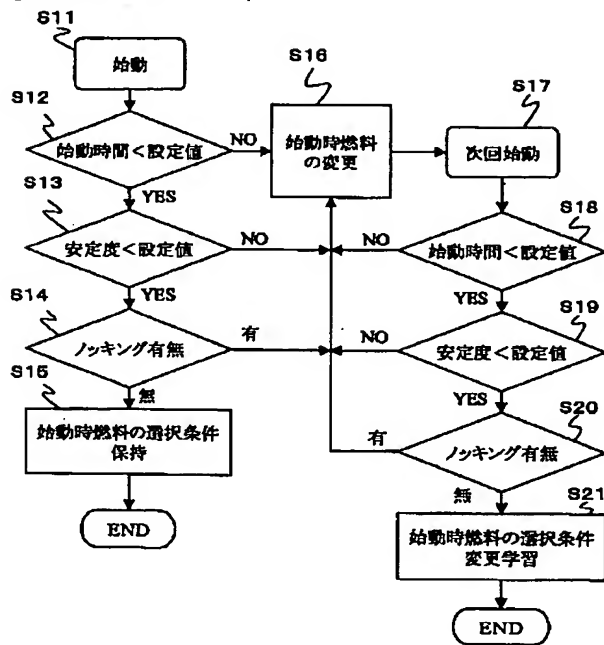 S11
始動
S12
始動時間<設定値
NO
YES
S13
安定度<設定値
NO
YES
S14
ノッキング有無
有
無
S15
始動時燃料の選択条件
保持
END
S16
始動時燃料
の変更
S17
次回始動
S18
始動時間<設定値
NO
YES
S19
安定度<設定値
NO
YES
S20
ノッキング有無
有
無
S21
始動時燃料の選択条件
変更学習
END